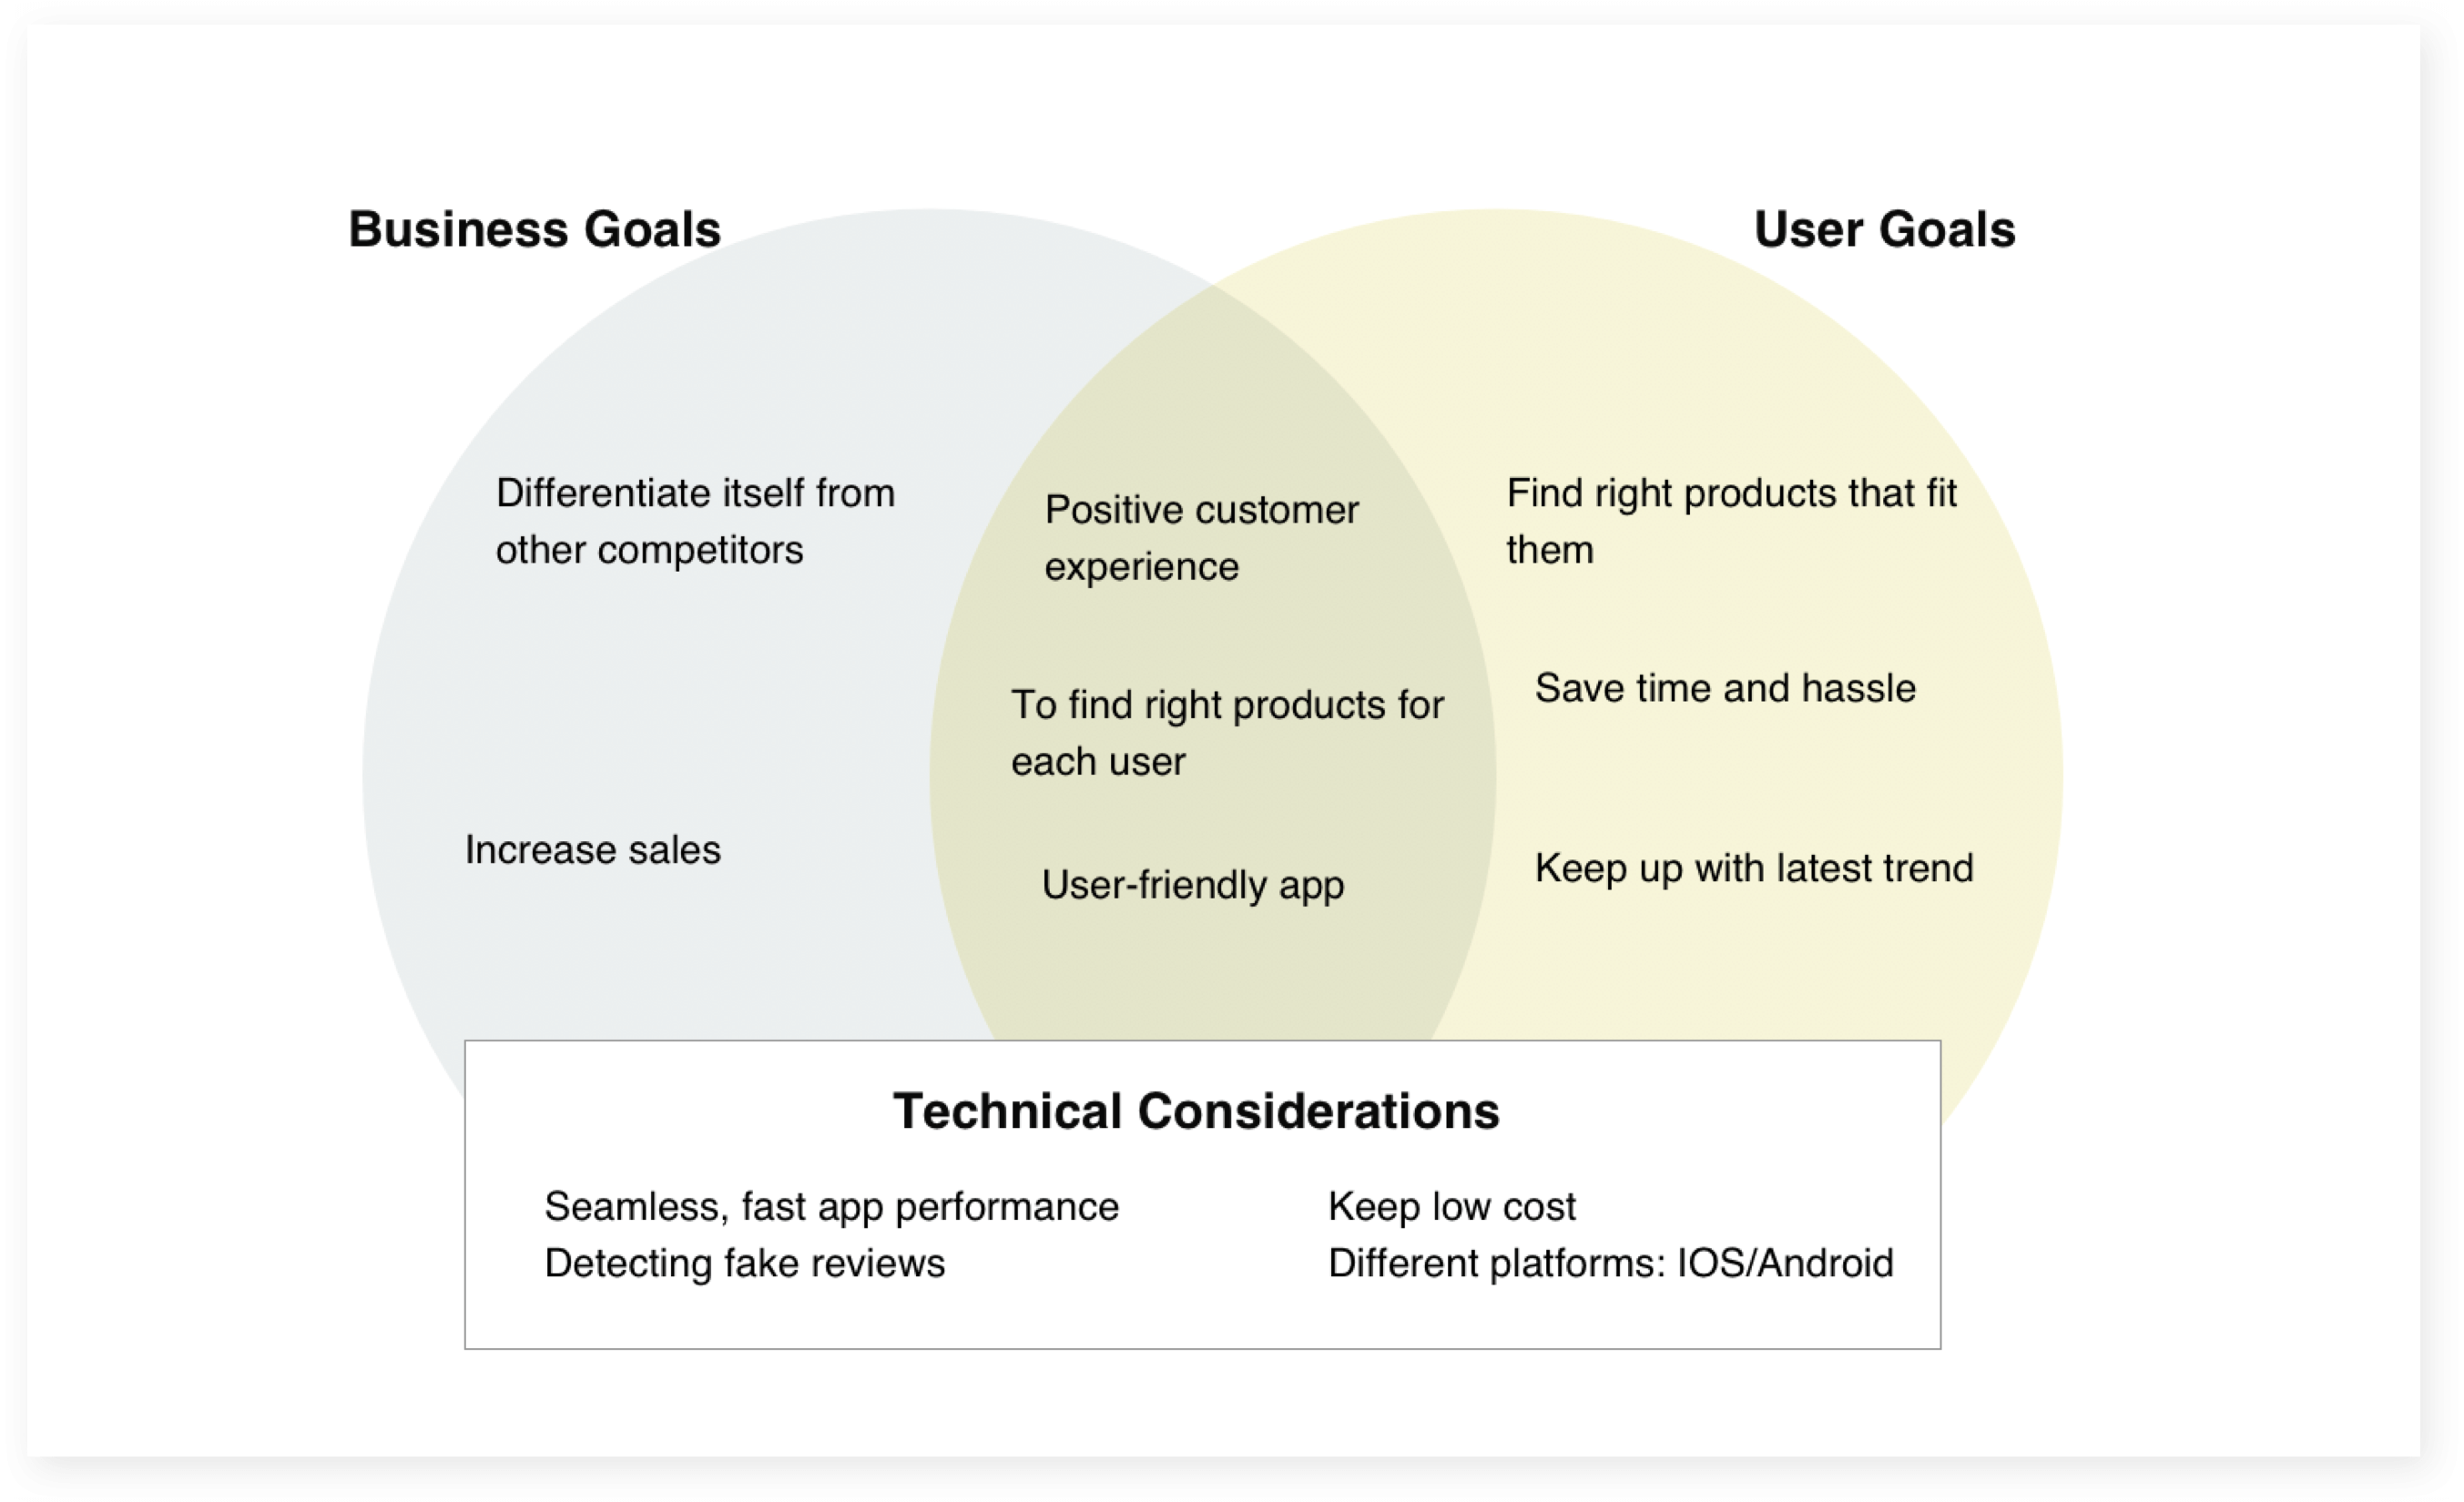 Business Goals
User Goals
Differentiate itself from
other competitors
Increase sales
Positive customer
experience
To find right products for
each user
User-friendly app
Find right products that fit
them
Save time and hassle
Keep up with latest trend
Technical Considerations
Seamless, fast app performance
Detecting fake reviews
Keep low cost
Different platforms: IOS/Android